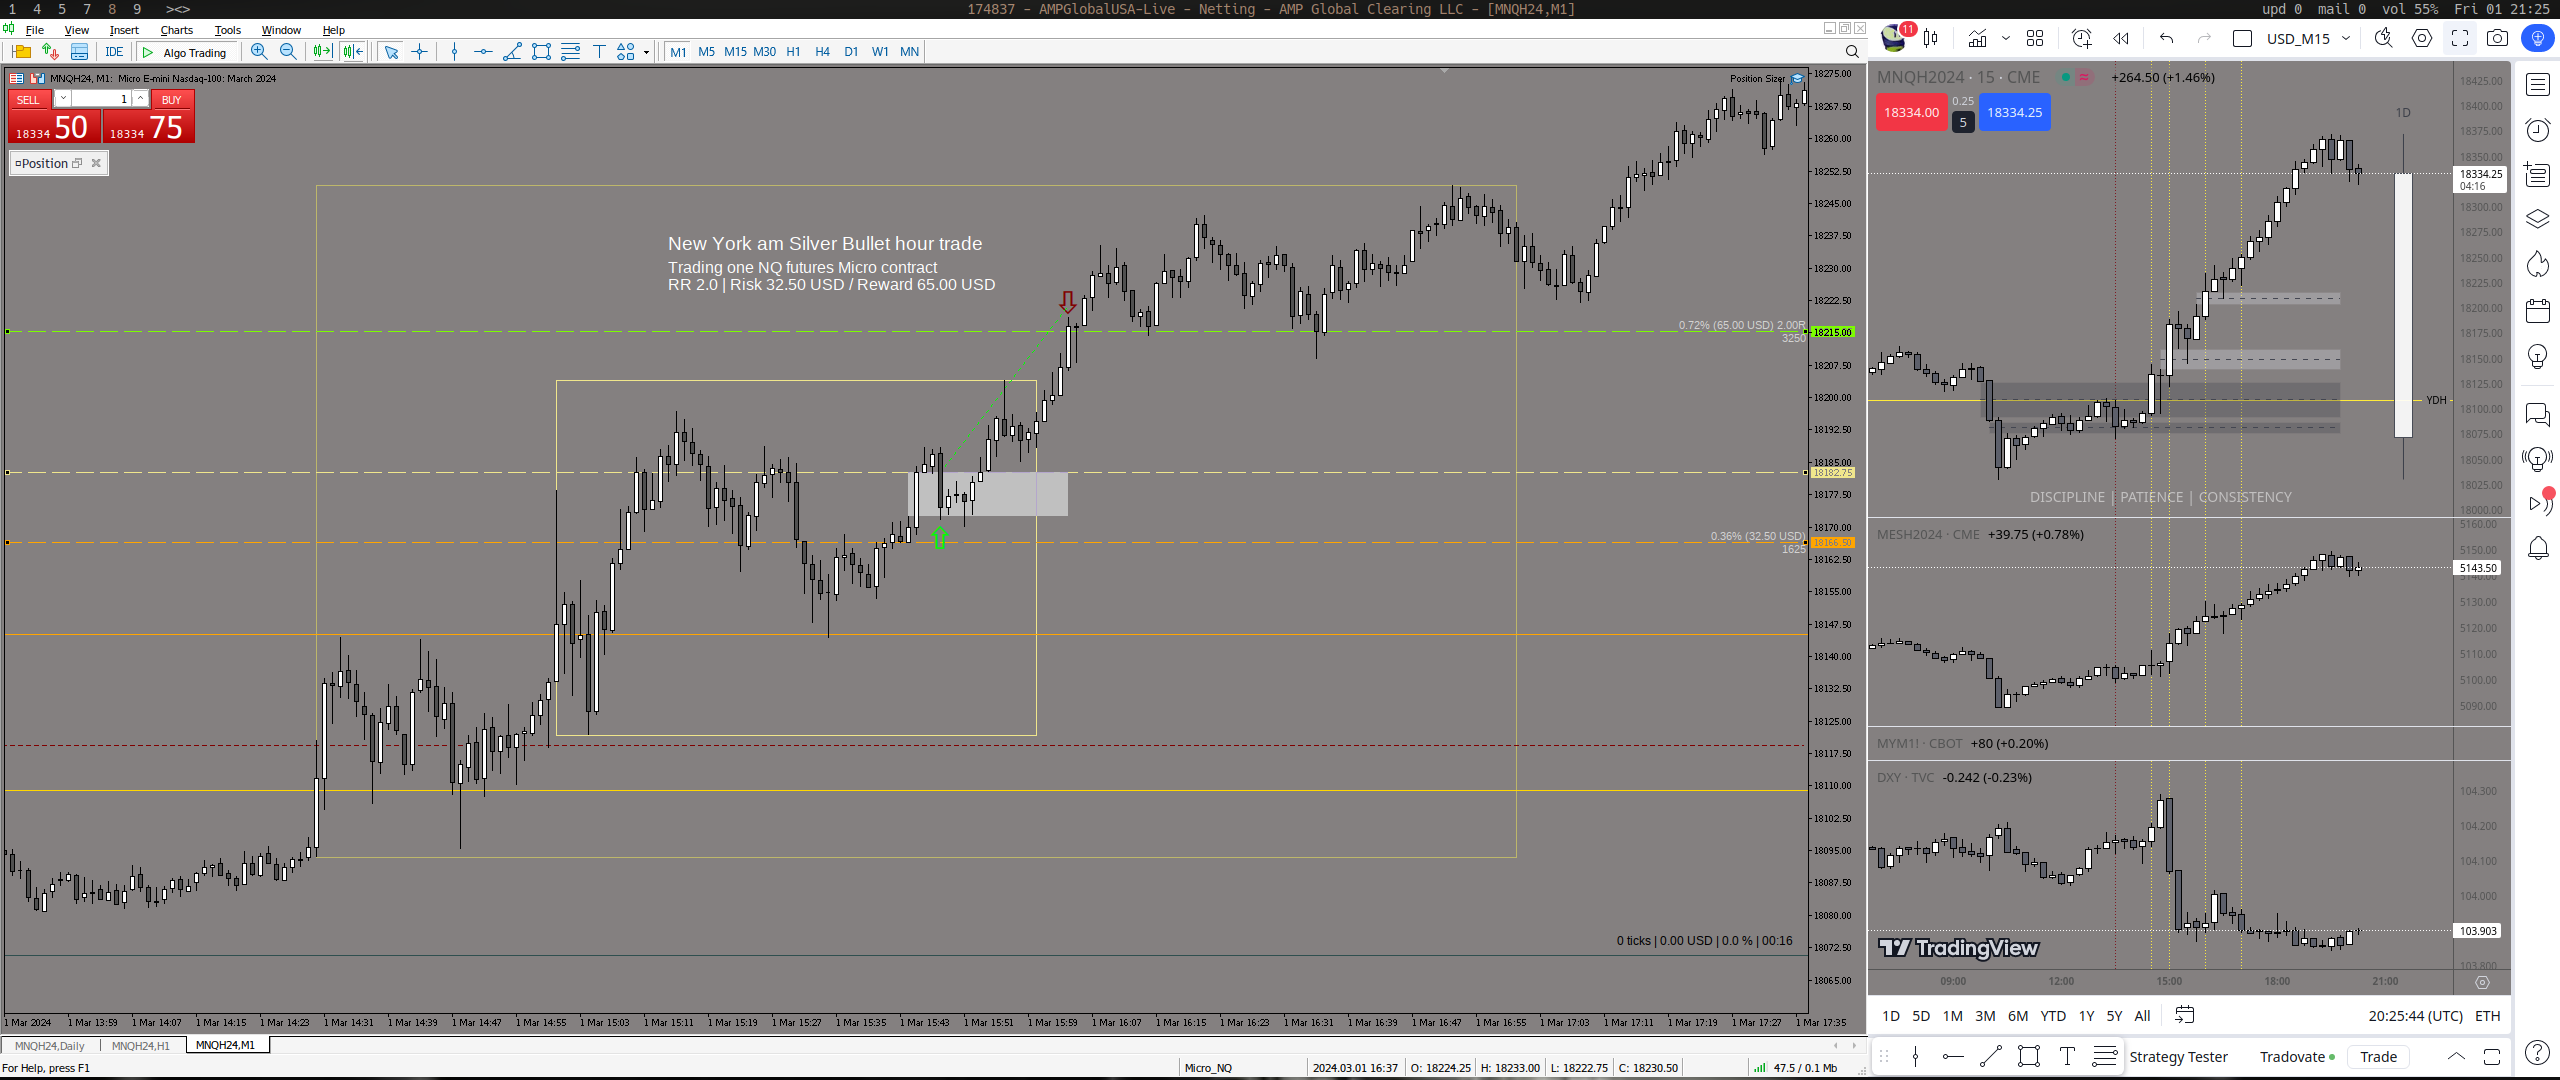 1 4 5 7 8 9 ><>
174837 - AMPGlobalUSA-Live - Netting - AMP Global Clearing LLC - [MNQH24,M1]
upd 0 mail 0 vol 55% Fri 01 21:25
File View Insert Charts Tools Window Help
IDE Algo Trading M1 M5 M15 M30 H1 H4 D1 W1 MN
MNQH24, M1: Micro E-mini Nasdaq-100: March 2024
Position Sizer
SELL 1 BUY
18334 50 18334 75
Position
New York am Silver Bullet hour trade
Trading one NQ futures Micro contract
RR 2.0 | Risk 32.50 USD / Reward 65.00 USD
0.72% (65.00 USD) 2.00R
3250
0.36% (32.50 USD)
1625
0 ticks | 0.00 USD | 0.0 % | 00:16
18275.00
18267.50
18260.00
18252.50
18245.00
18237.50
18230.00
18222.50
18215.00
18207.50
18200.00
18192.50
18185.00
18182.75
18177.50
18170.00
18166.50
18162.50
18155.00
18147.50
18140.00
18132.50
18125.00
18117.50
18110.00
18102.50
18095.00
18087.50
18080.00
18072.50
18065.00
1 Mar 2024 1 Mar 13:59 1 Mar 14:07 1 Mar 14:15 1 Mar 14:23 1 Mar 14:31 1 Mar 14:39 1 Mar 14:47 1 Mar 14:55 1 Mar 15:03 1 Mar 15:11 1 Mar 15:19 1 Mar 15:27 1 Mar 15:35 1 Mar 15:43 1 Mar 15:51 1 Mar 15:59 1 Mar 16:07 1 Mar 16:15 1 Mar 16:23 1 Mar 16:31 1 Mar 16:39 1 Mar 16:47 1 Mar 16:55 1 Mar 17:03 1 Mar 17:11 1 Mar 17:19 1 Mar 17:27 1 Mar 17:35
MNQH24,Daily MNQH24,H1 MNQH24,M1
For Help, press F1 Micro_NQ 2024.03.01 16:37 O: 18224.25 H: 18233.00 L: 18222.75 C: 18230.50 47.5 / 0.1 Mb
11 USD_M15
MNQH2024 · 15 · CME +264.50 (+1.46%)
18334.00 0.25 5 18334.25
1D
18425.00
18400.00
18375.00
18350.00
18334.25
04:16
18300.00
18275.00
18250.00
18225.00
18200.00
18175.00
18150.00
18125.00
YDH
18100.00
18075.00
18050.00
18025.00
18000.00
DISCIPLINE | PATIENCE | CONSISTENCY
MESH2024 · CME +39.75 (+0.78%)
5160.00
5150.00
5143.50
5130.00
5120.00
5110.00
5100.00
5090.00
MYM1! · CBOT +80 (+0.20%)
DXY · TVC -0.242 (-0.23%)
104.300
104.200
104.100
104.000
103.903
103.800
TradingView
09:00 12:00 15:00 18:00 21:00
1D 5D 1M 3M 6M YTD 1Y 5Y All 20:25:44 (UTC) ETH
Strategy Tester Tradovate Trade